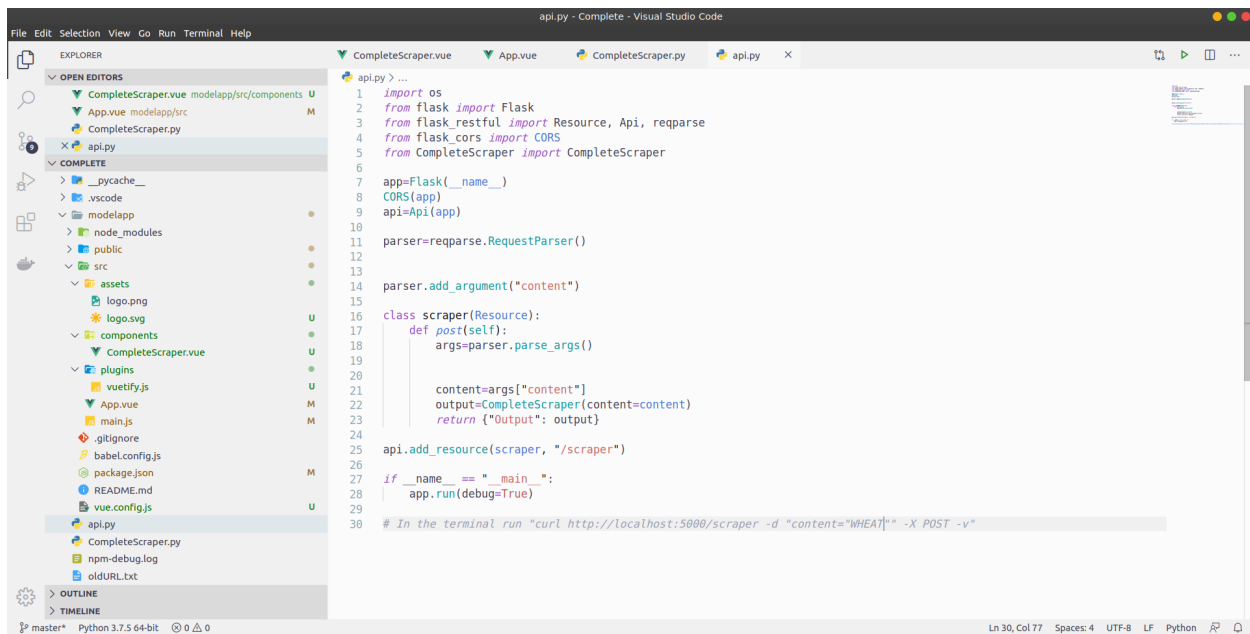 api.py - Complete - Visual Studio Code
File Edit Selection View Go Run Terminal Help
EXPLORER
OPEN EDITORS
CompleteScraper.vue modelapp/src/components U
App.vue modelapp/src M
CompleteScraper.py
api.py
COMPLETE
__pycache__
.vscode
modelapp
node_modules
public
src
assets
logo.png
logo.svg U
components
CompleteScraper.vue U
plugins
vuetify.js U
App.vue M
main.js M
.gitignore
babel.config.js
package.json M
README.md
vue.config.js U
api.py
CompleteScraper.py
npm-debug.log
oldURL.txt
OUTLINE
TIMELINE
9
CompleteScraper.vue App.vue CompleteScraper.py api.py
api.py > ...
1 import os
2 from flask import Flask
3 from flask_restful import Resource, Api, reqparse
4 from flask_cors import CORS
5 from CompleteScraper import CompleteScraper
6
7 app=Flask(__name__)
8 CORS(app)
9 api=Api(app)
10
11 parser=reqparse.RequestParser()
12
13
14 parser.add_argument("content")
15
16 class scraper(Resource):
17 def post(self):
18 args=parser.parse_args()
19
20
21 content=args["content"]
22 output=CompleteScraper(content=content)
23 return {"Output": output}
24
25 api.add_resource(scraper, "/scraper")
26
27 if __name__ == "__main__":
28 app.run(debug=True)
29
30 # In the terminal run "curl http://localhost:5000/scraper -d "content="WHEAT"" -X POST -v"
master* Python 3.7.5 64-bit 0 0 Ln 30, Col 77 Spaces: 4 UTF-8 LF Python